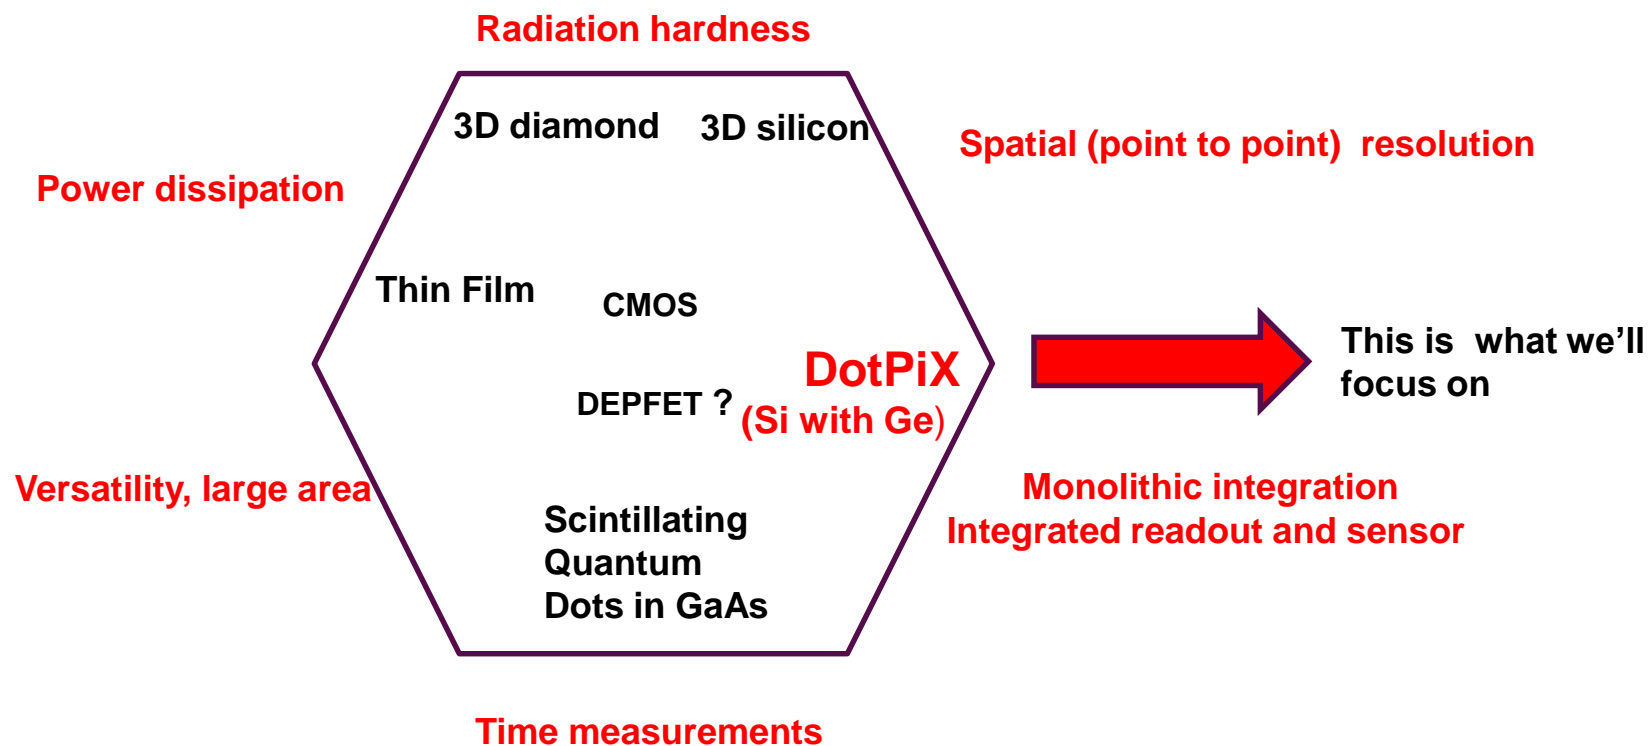 Radiation hardness
3D diamond
3D silicon
Spatial (point to point) resolution
Power dissipation
Thin Film
CMOS
This is what we’ll
focus on
DotPiX
(Si with Ge)
DEPFET ?
Versatility, large area
Monolithic integration
Integrated readout and sensor
Scintillating
Quantum
Dots in GaAs
Time measurements